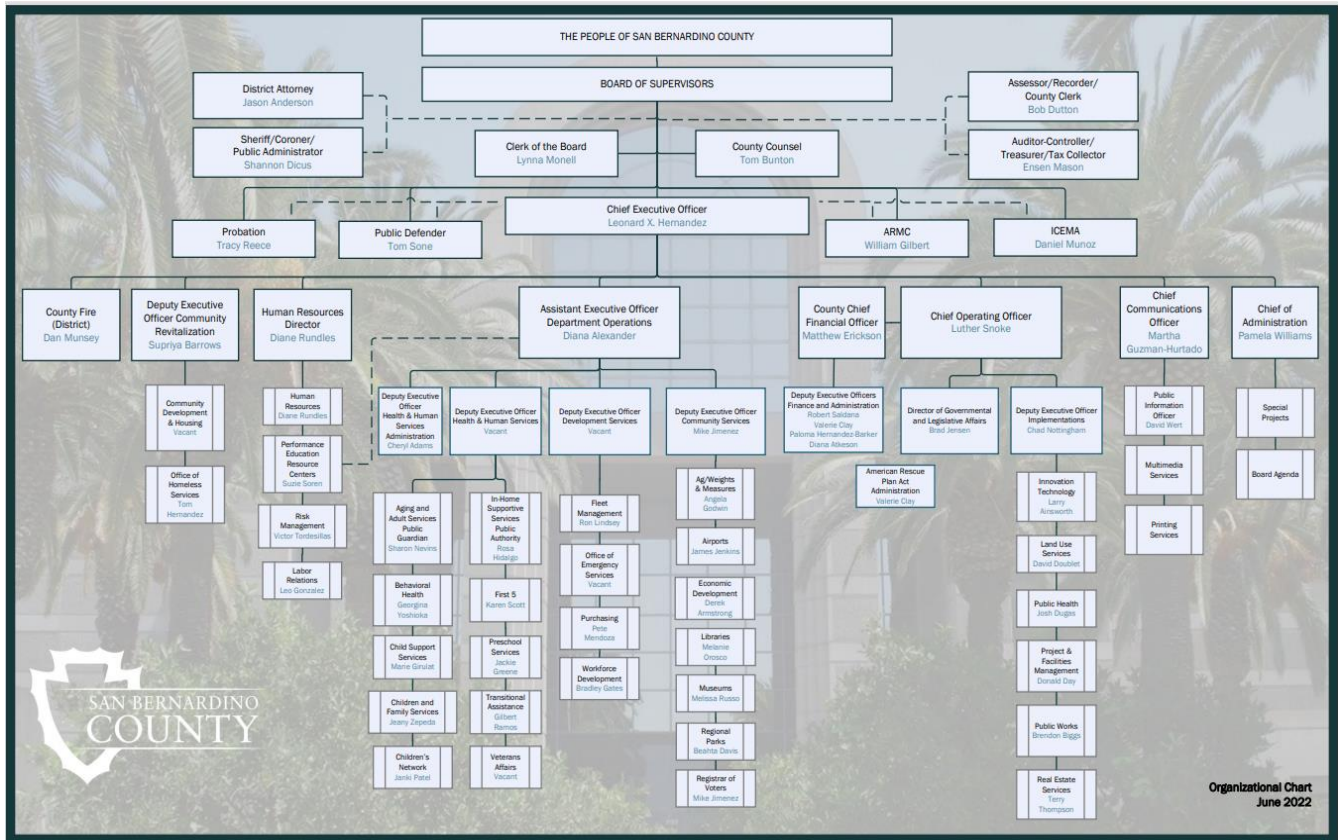 THE PEOPLE OF SAN BERNARDINO COUNTY
BOARD OF SUPERVISORS
District Attorney
Jason Anderson
Assessor/Recorder/
County Clerk
Bob Dutton
Sheriff/Coroner/
Public Administrator
Shannon Dicus
Clerk of the Board
Lynna Monell
County Counsel
Tom Bunton
Auditor-Controller/
Treasurer/Tax Collector
Ensen Mason
Probation
Tracy Reece
Public Defender
Tom Sone
Chief Executive Officer
Leonard X. Hernandez
ARMC
William Gilbert
ICEMA
Daniel Munoz
County Fire
(District)
Dan Munsey
Deputy Executive
Officer Community
Revitalization
Supriya Barrows
Human Resources
Director
Diane Rundles
Assistant Executive Officer
Department Operations
Diana Alexander
County Chief
Financial Officer
Matthew Erickson
Chief Operating Officer
Luther Snoke
Chief
Communications
Officer
Martha
Guzman-Hurtado
Chief of
Administration
Pamela Williams
Community
Development
& Housing
Vacant
Office of
Homeless
Services
Tom
Hernandez
Human
Resources
Diane Rundles
Performance
Education
Resource
Centers
Suzie Soren
Risk
Management
Victor Tordesillas
Labor
Relations
Leo Gonzalez
Deputy Executive
Officer
Health & Human
Services
Administration
Cheryl Adams
Aging and
Adult Services
Public
Guardian
Sharon Nevins
Behavioral
Health
Georgina
Yoshioka
Child Support
Services
Marie Girulat
Children and
Family Services
Jeany Zepeda
Children's
Network
Janki Patel
Deputy Executive Officer
Health & Human Services
Vacant
In-Home
Supportive
Services
Public
Authority
Rosa
Hidalgo
First 5
Karen Scott
Preschool
Services
Jackie
Greene
Transitional
Assistance
Gilbert
Ramos
Veterans
Affairs
Vacant
Deputy Executive Officer
Development Services
Vacant
Fleet
Management
Ron Lindsey
Office of
Emergency
Services
Vacant
Purchasing
Pete
Mendoza
Workforce
Development
Bradley Gates
Deputy Executive Officer
Community Services
Mike Jimenez
Ag/Weights
& Measures
Angela
Godwin
Airports
James Jenkins
Economic
Development
Derek
Armstrong
Libraries
Melanie
Orosco
Museums
Melissa Russo
Regional
Parks
Beahta Davis
Registrar of
Voters
Mike Jimenez
Deputy Executive Officers
Finance and Administration
Robert Saldana
Valerie Clay
Paloma Hernandez-Barker
Diana Atkeson
Director of Governmental
and Legislative Affairs
Brad Jensen
American Rescue
Plan Act
Administration
Valerie Clay
Deputy Executive Officer
Implementations
Chad Nottingham
Innovation
Technology
Larry
Ainsworth
Land Use
Services
David Doublet
Public Health
Josh Dugas
Project &
Facilities
Management
Donald Day
Public Works
Brendon Biggs
Real Estate
Services
Terry
Thompson
Public
Information
Officer
David Wert
Multimedia
Services
Printing
Services
Special
Projects
Board Agenda
SAN BERNARDINO
COUNTY
Organizational Chart
June 2022